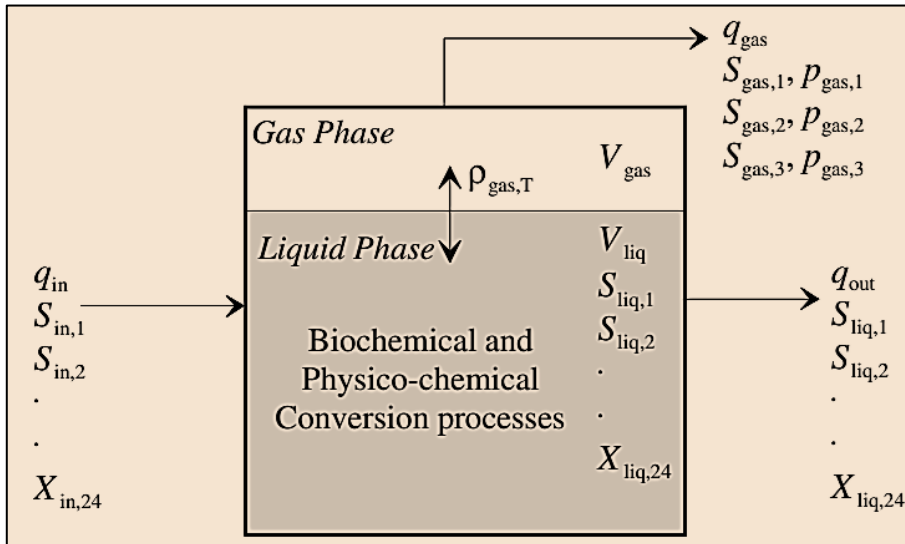 q_gas
S_gas,1, p_gas,1
S_gas,2, p_gas,2
S_gas,3, p_gas,3
Gas Phase
V_gas
ρ_gas,T
Liquid Phase
V_liq
S_liq,1
S_liq,2
.
.
X_liq,24
Biochemical and
Physico-chemical
Conversion processes
q_in
S_in,1
S_in,2
.
.
X_in,24
q_out
S_liq,1
S_liq,2
.
.
X_liq,24